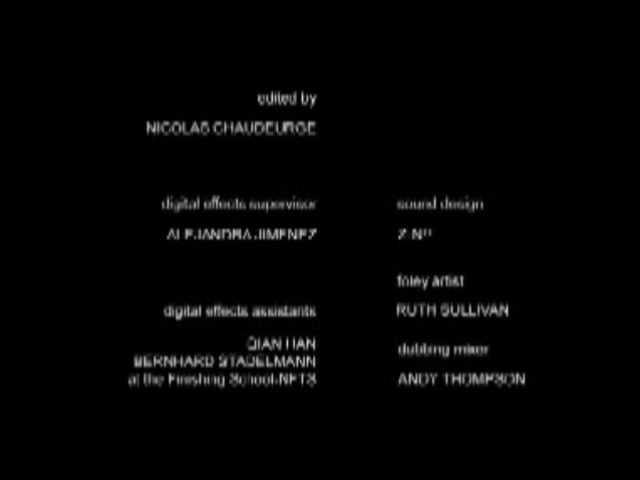 edited by
NICOLAS CHAUDEURGE
digital effects supervisor
ALEJANDRA JIMENEZ
digital effects assistants
QIAN HAN
BERNHARD STADELMANN
at the Finishing School-NFTS
sound design
foley artist
RUTH SULLIVAN
dubbing mixer
ANDY THOMPSON